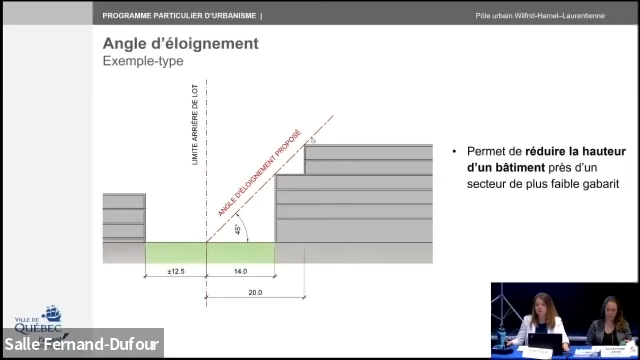 PROGRAMME PARTICULIER D'URBANISME |
Pôle urbain Wilfrid-Hamel–Laurentienne
Angle d'éloignement
Exemple-type
LIMITE ARRIÈRE DE LOT
ANGLE D'ÉLOIGNEMENT PROPOSÉ
45°
±12.5
14.0
20.0
• Permet de réduire la hauteur
d'un bâtiment près d'un
secteur de plus faible gabarit
VILLE DE
QUÉBEC
Salle Fernand-Dufour